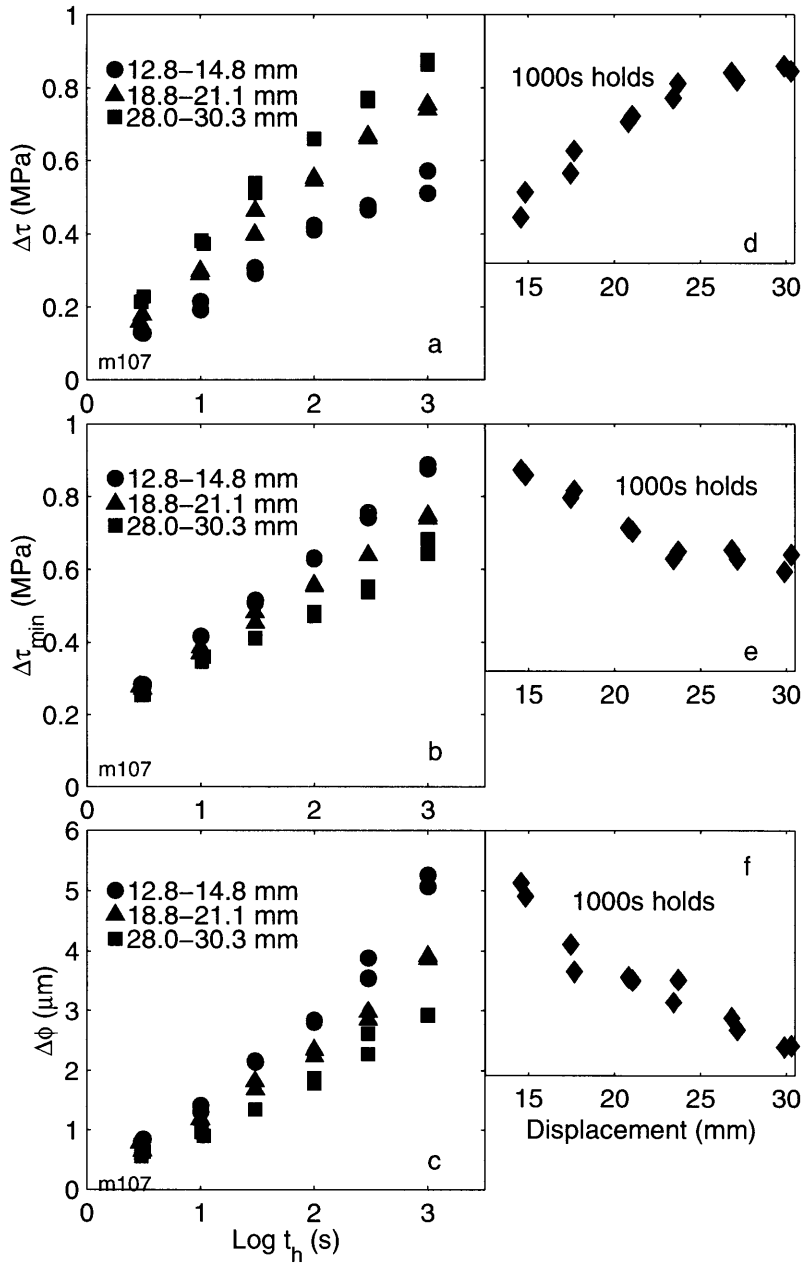 1
0.8
0.6
0.4
0.2
0
Δτ (MPa)
12.8−14.8 mm
18.8−21.1 mm
28.0−30.3 mm
m107
a
0 1 2 3
1000s holds
d
15 20 25 30
1
0.8
0.6
0.4
0.2
0
Δτmin (MPa)
12.8−14.8 mm
18.8−21.1 mm
28.0−30.3 mm
m107
b
0 1 2 3
1000s holds
e
15 20 25 30
6
5
4
3
2
1
0
Δϕ (μm)
12.8−14.8 mm
18.8−21.1 mm
28.0−30.3 mm
m107
c
0 1 2 3
Log th (s)
f
1000s holds
15 20 25 30
Displacement (mm)